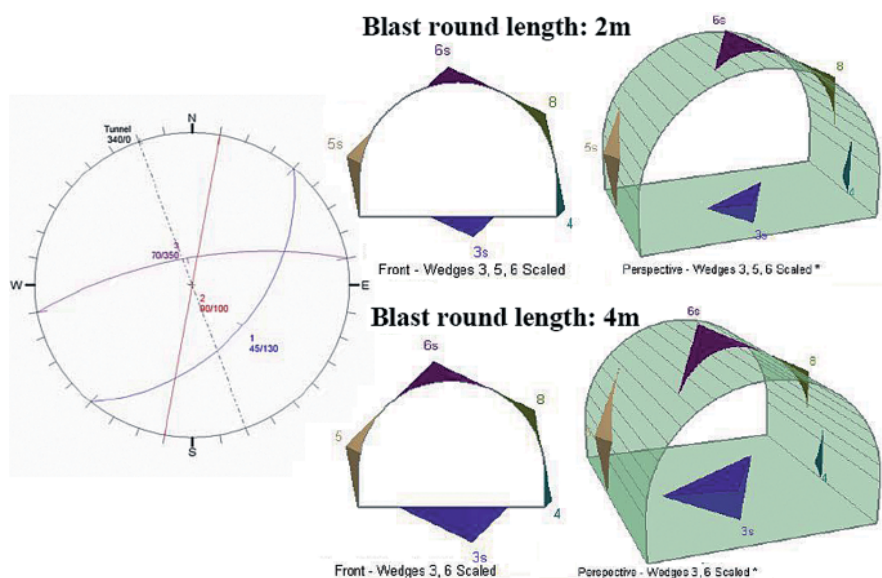 Blast round length: 2m
6s
8
5s
4
3s
Front - Wedges 3, 5, 6 Scaled
6s
8
5s
4
3s
Perspective - Wedges 3, 5, 6 Scaled *
N
Tunnel
340/0
3
70/350
W
E
2
90/100
1
45/130
S
Blast round length: 4m
6s
8
5
4
3s
Front - Wedges 3, 6 Scaled
6s
8
4
3s
Perspective - Wedges 3, 6 Scaled *